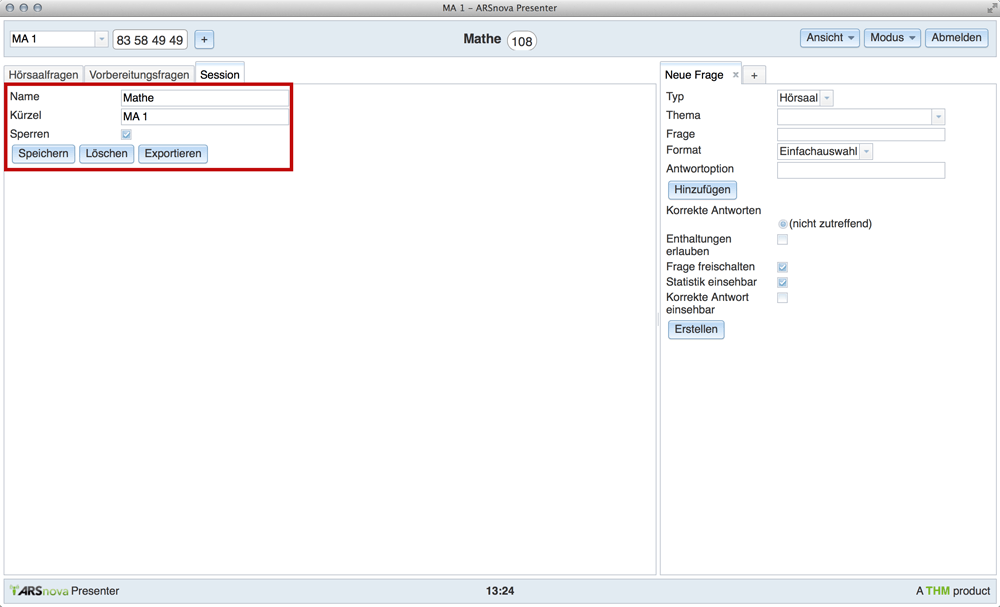 MA 1 – ARSnova Presenter
MA 1 83 58 49 49 + Mathe 108 Ansicht Modus Abmelden
Hörsaalfragen Vorbereitungsfragen Session
Name Mathe
Kürzel MA 1
Sperren
Speichern Löschen Exportieren
Neue Frage × +
Typ Hörsaal
Thema
Frage
Format Einfachauswahl
Antwortoption
Hinzufügen
Korrekte Antworten
(nicht zutreffend)
Enthaltungen
erlauben
Frage freischalten
Statistik einsehbar
Korrekte Antwort
einsehbar
Erstellen
ARSnova Presenter 13:24 A THM product